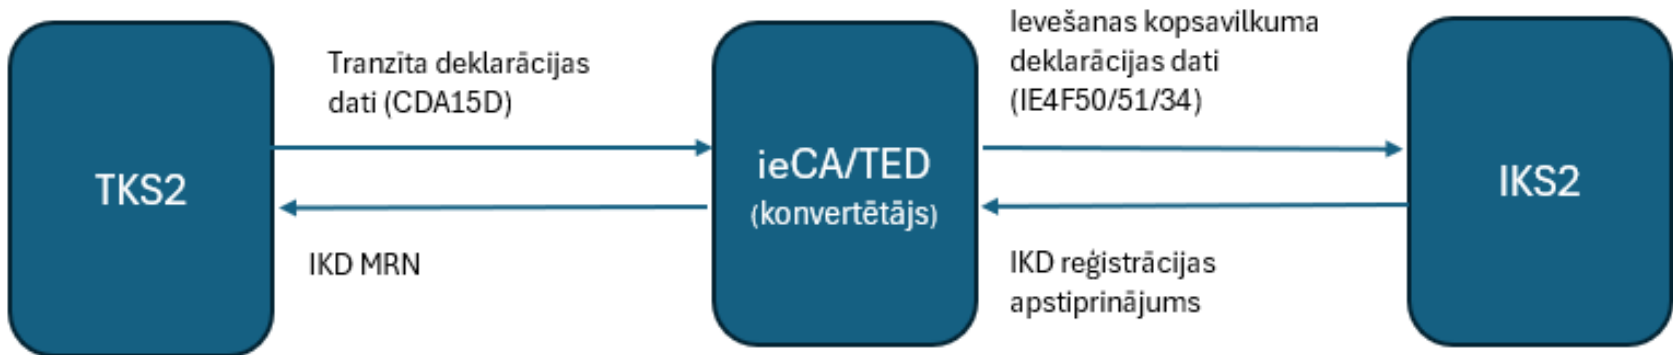 TKS2
Tranzīta deklarācijas
dati (CDA15D)
IKD MRN
ieCA/TED
(konvertētājs)
Ievešanas kopsavilkuma
deklarācijas dati
(IE4F50/51/34)
IKD reģistrācijas
apstiprinājums
IKS2